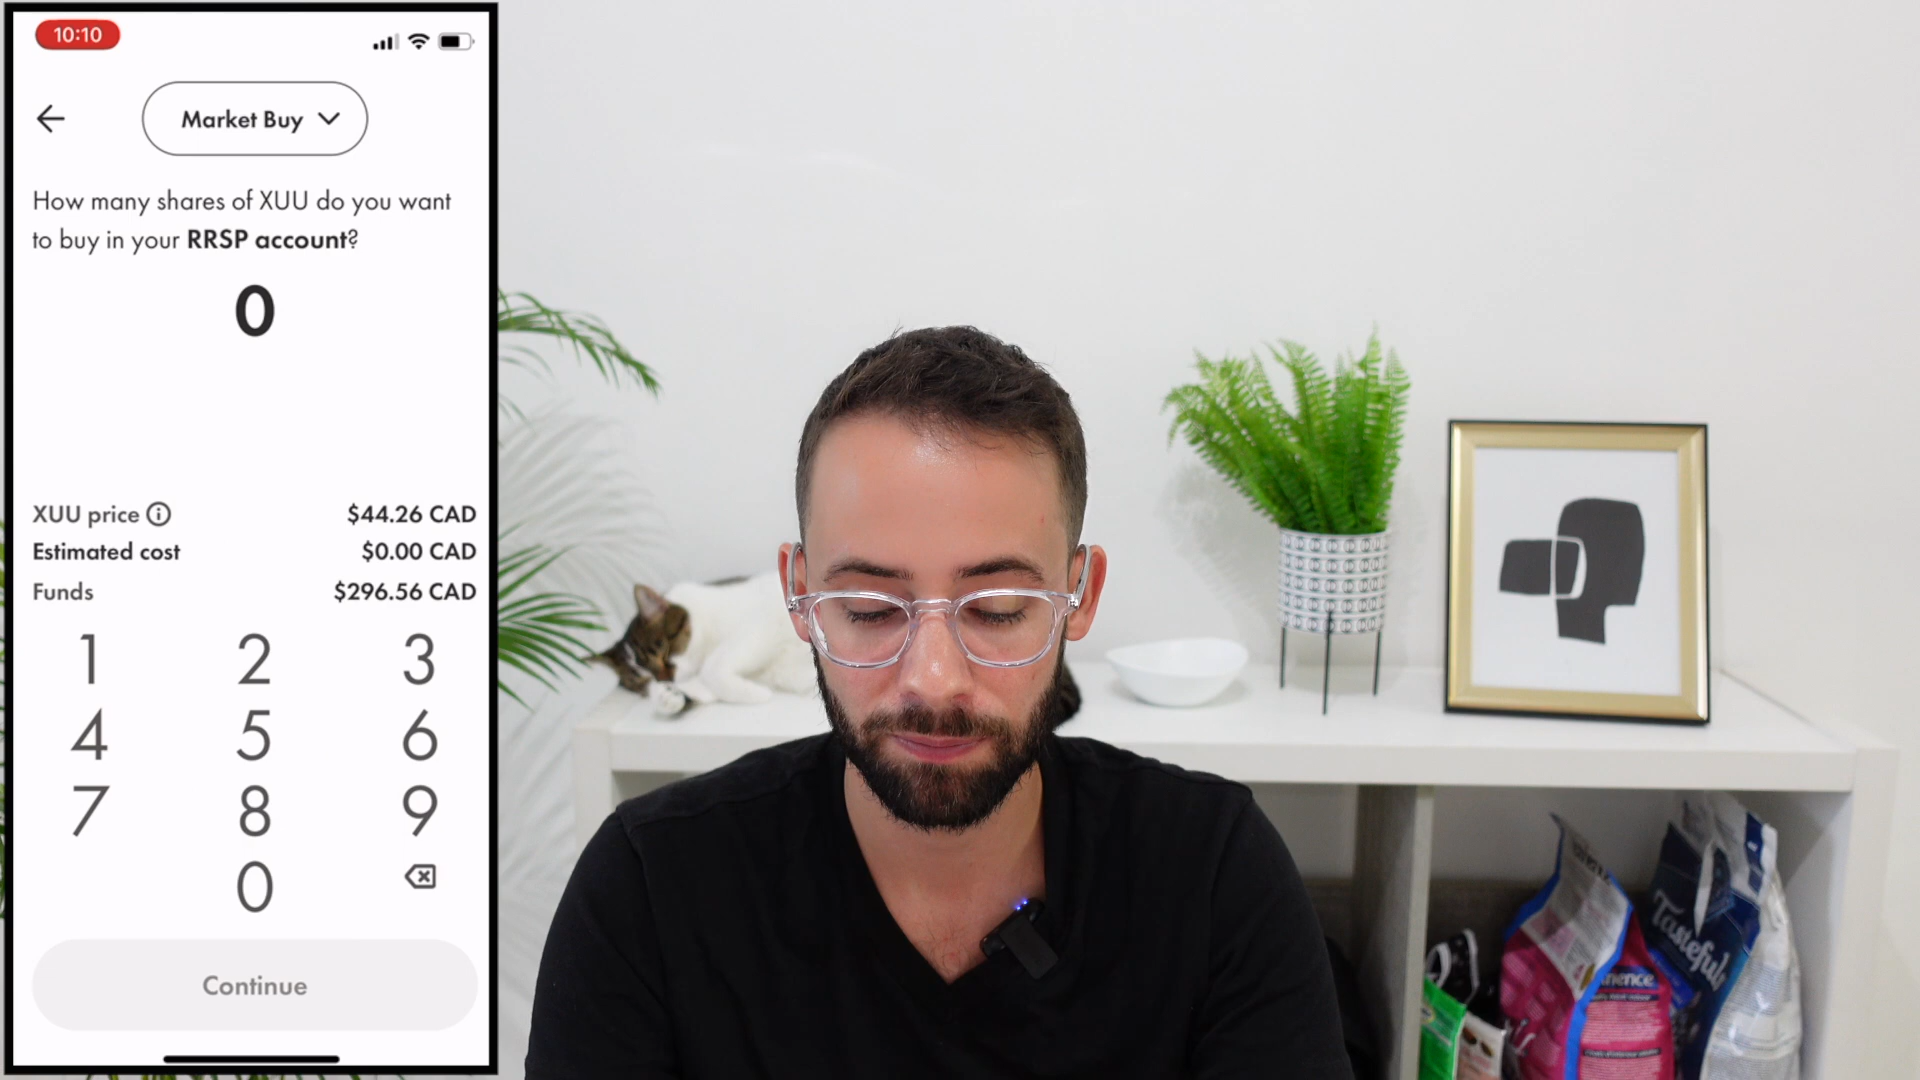 10:10
Market Buy
How many shares of XUU do you want
to buy in your RRSP account?
0
XUU price $44.26 CAD
Estimated cost $0.00 CAD
Funds $296.56 CAD
1 2 3
4 5 6
7 8 9
0
Continue
Tasteful